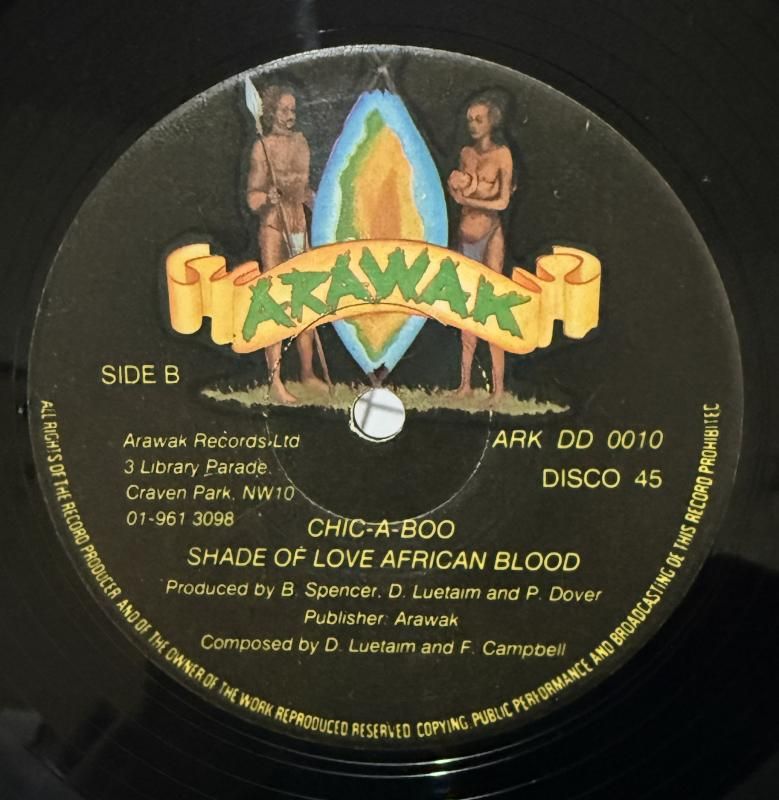 ARAWAK
SIDE B
Arawak Records Ltd
3 Library Parade.
Craven Park, NW10
01-961 3098
ARK DD 0010
DISCO 45
CHIC-A-BOO
SHADE OF LOVE AFRICAN BLOOD
Produced by B. Spencer, D. Luetaim and P. Dover
Publisher: Arawak
Composed by D. Luetaim and F. Campbell
ALL RIGHTS OF THE RECORD PRODUCER AND OF THE OWNER OF THE WORK REPRODUCED RESERVED COPYING, PUBLIC PERFORMANCE AND BROADCASTING OF THIS RECORD PROHIBITED